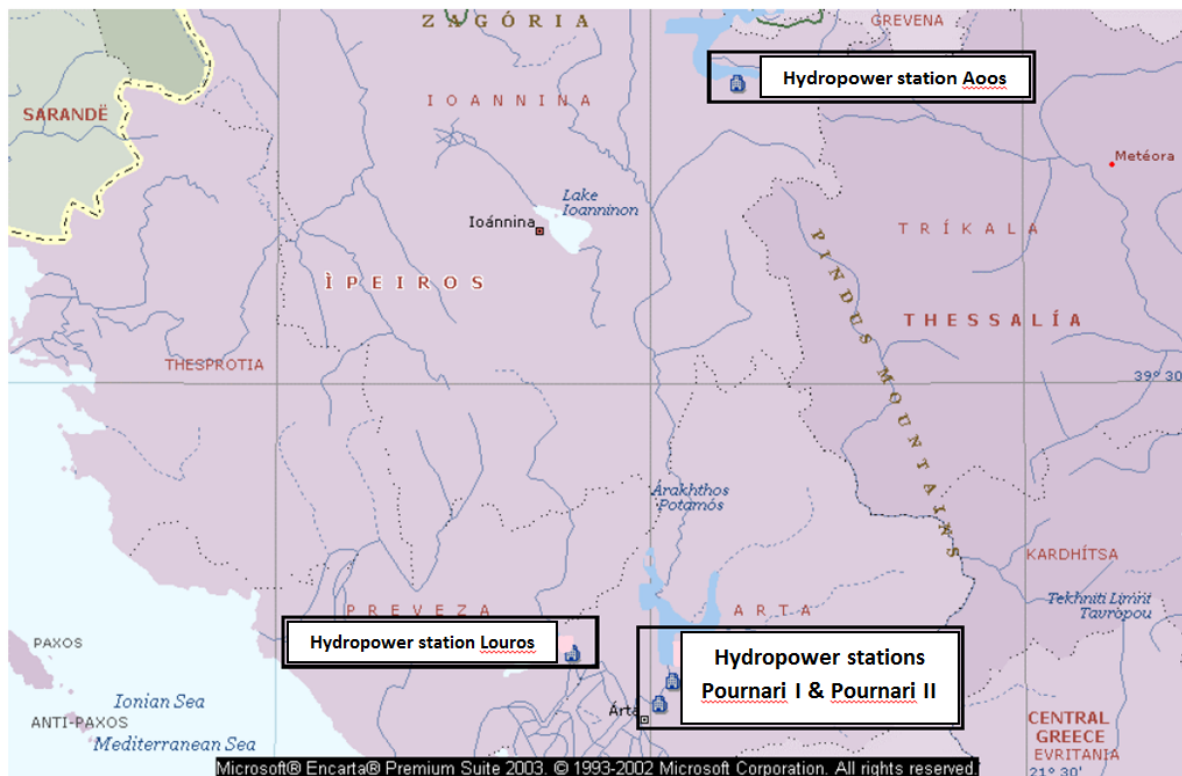 ZAGÓRIA
GREVENA
Hydropower station Aoos
IOANNINA
SARANDË
Metéora
Lake
Ioanninon
Ioánnina
TRÍKALA
PINDUS MOUNTAINS
ÌPEIROS
THESSALÍA
THESPROTIA
39° 30
Árakhthos
Potamós
KARDHÍTSA
PREVEZA
ARTA
Tekhnití Límni
Tavròpou
Hydropower station Louros
PAXOS
Hydropower stations
Pournari I & Pournari II
Ionian Sea
Árta
ANTI-PAXOS
CENTRAL
GREECE
Mediterranean Sea
EVRITANIA
Microsoft® Encarta® Premium Suite 2003. © 1993-2002 Microsoft Corporation. All rights reserved.
21° 30'